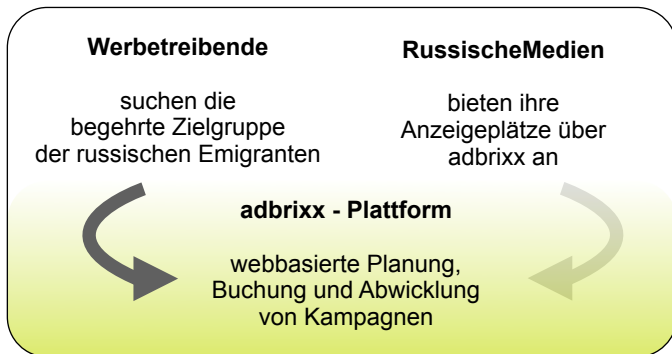 Werbetreibende
suchen die
begehrte Zielgruppe
der russischen Emigranten
RussischeMedien
bieten ihre
Anzeigeplätze über
adbrixx an
adbrixx - Plattform
webbasierte Planung,
Buchung und Abwicklung
von Kampagnen